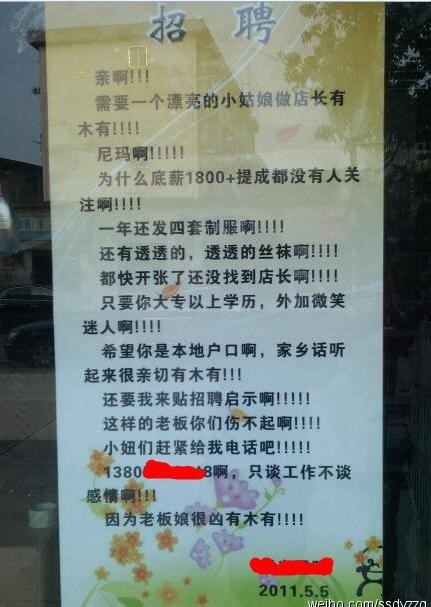 招 聘
亲啊!!!
需要一个漂亮的小姑娘做店长有
木有!!!!
尼玛啊!!!!!
为什么底薪1800+提成都没有人关
注啊!!!!
一年还发四套制服啊!!!!
还有透透的，透透的丝袜啊!!!!
都快开张了还没找到店长啊!!!!
只要你大专以上学历，外加微笑
迷人啊!!!!
希望你是本地户口啊，家乡话听
起来很亲切有木有!!!
还要我来贴招聘启示啊!!!!!
这样的老板你们伤不起啊!!!!
小妞们赶紧给我电话吧!!!!!
1380 8啊，只谈工作不谈
感情啊!!!
因为老板娘很凶有木有!!!!
2011.5.5
weibo.com/ssdyzzq